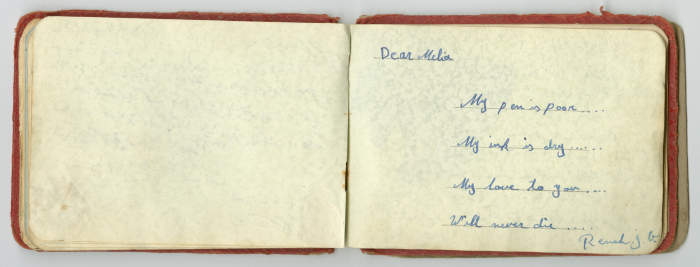 Dear Melia
My pen is poor....
My ink is dry......
My love to you....
Will never die.....